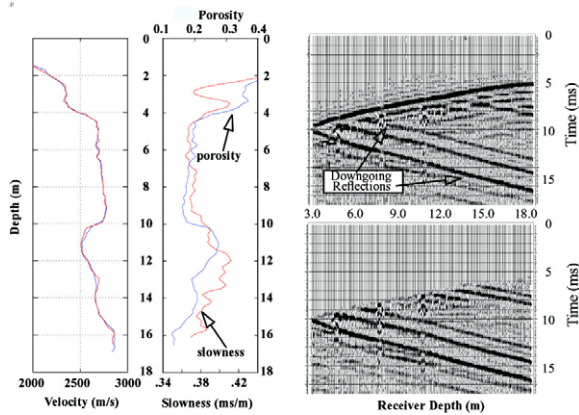 Porosity
0.1 0.2 0.3 0.4
0
2
4
6
8
10
12
14
16
18
0
2
4
6
8
10
12
14
16
18
Depth (m)
porosity
slowness
2000 2500 3000
Velocity (m/s)
.34 .38 .42
Slowness (ms/m)
0
5
10
15
Time (ms)
Downgoing
Reflections
3.0 6.0 9.0 12.0 15.0 18.0
0
5
10
15
Time (ms)
Receiver Depth (m)